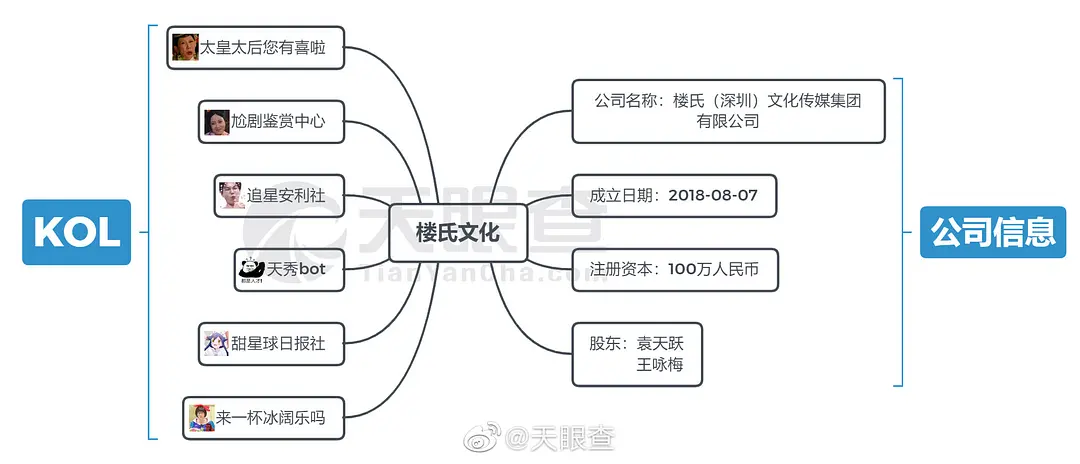 太皇太后您有喜啦
尬剧鉴赏中心
追星安利社
天秀bot
甜星球日报社
来一杯冰阔乐吗
KOL
楼氏文化
天眼查
TianYanCha.com
公司名称：楼氏（深圳）文化传媒集团
有限公司
成立日期：2018-08-07
注册资本：100万人民币
股东：袁天跃
王咏梅
公司信息
@天眼查